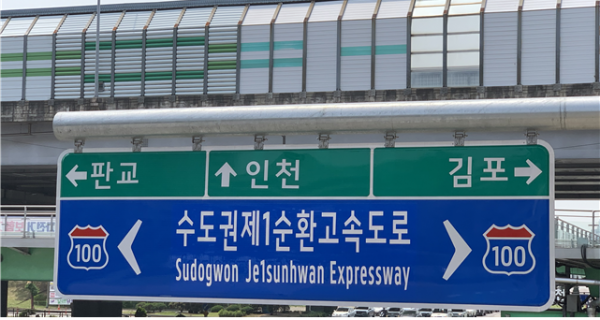 ←판교 ↑인천 김포→
수도권제1순환고속도로
100 100
Sudogwon Je1sunhwan Expressway